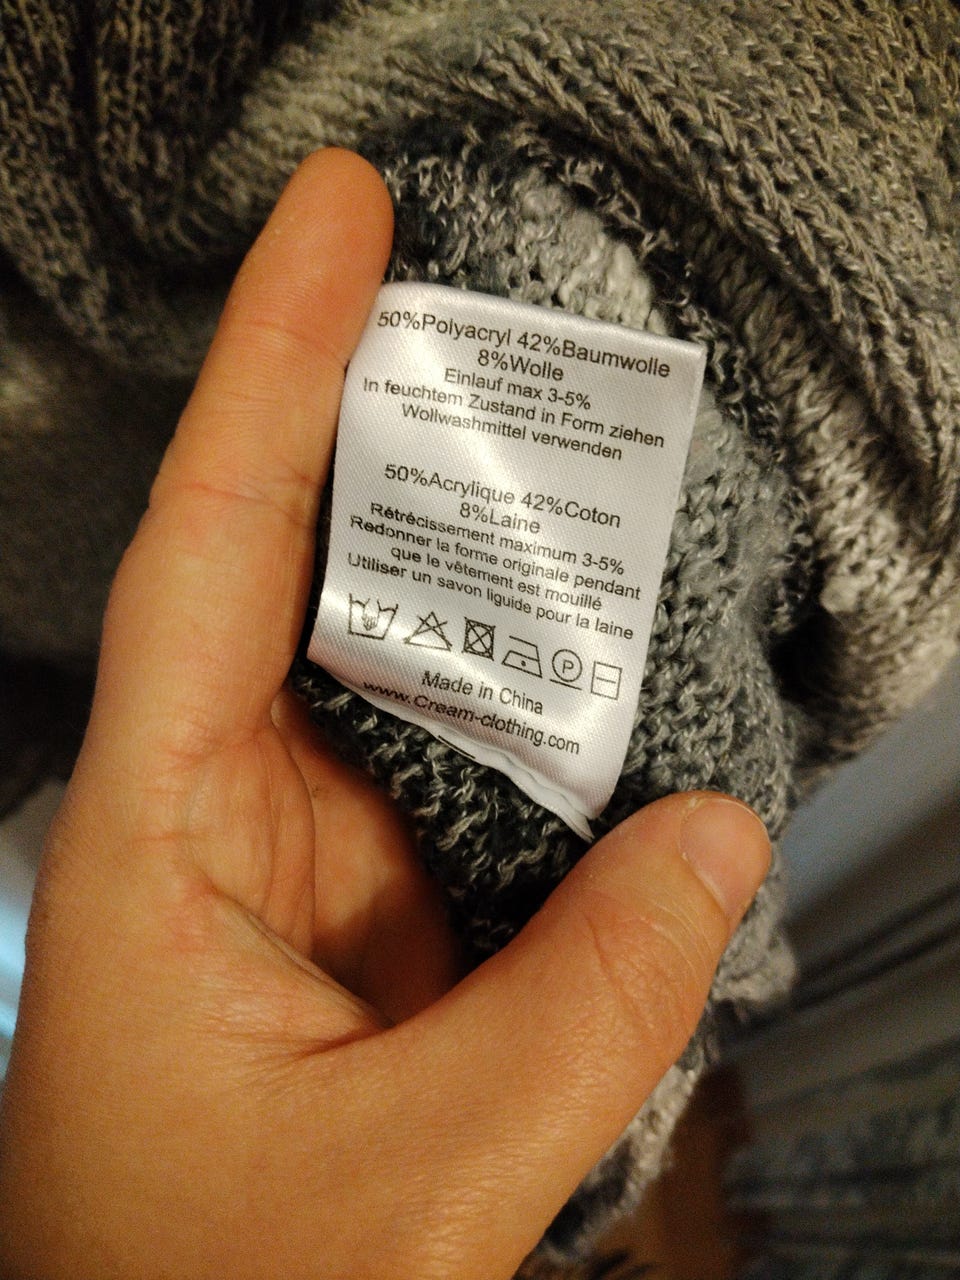 50%Polyacryl 42%Baumwolle
8%Wolle
Einlauf max 3-5%
In feuchtem Zustand in Form ziehen
Wollwashmittel verwenden
50%Acrylique 42%Coton
8%Laine
Rétrécissement maximum 3-5%
Redonner la forme originale pendant
que le vêtement est mouillé
Utiliser un savon liguide pour la laine
P
Made in China
www.Cream-clothing.com